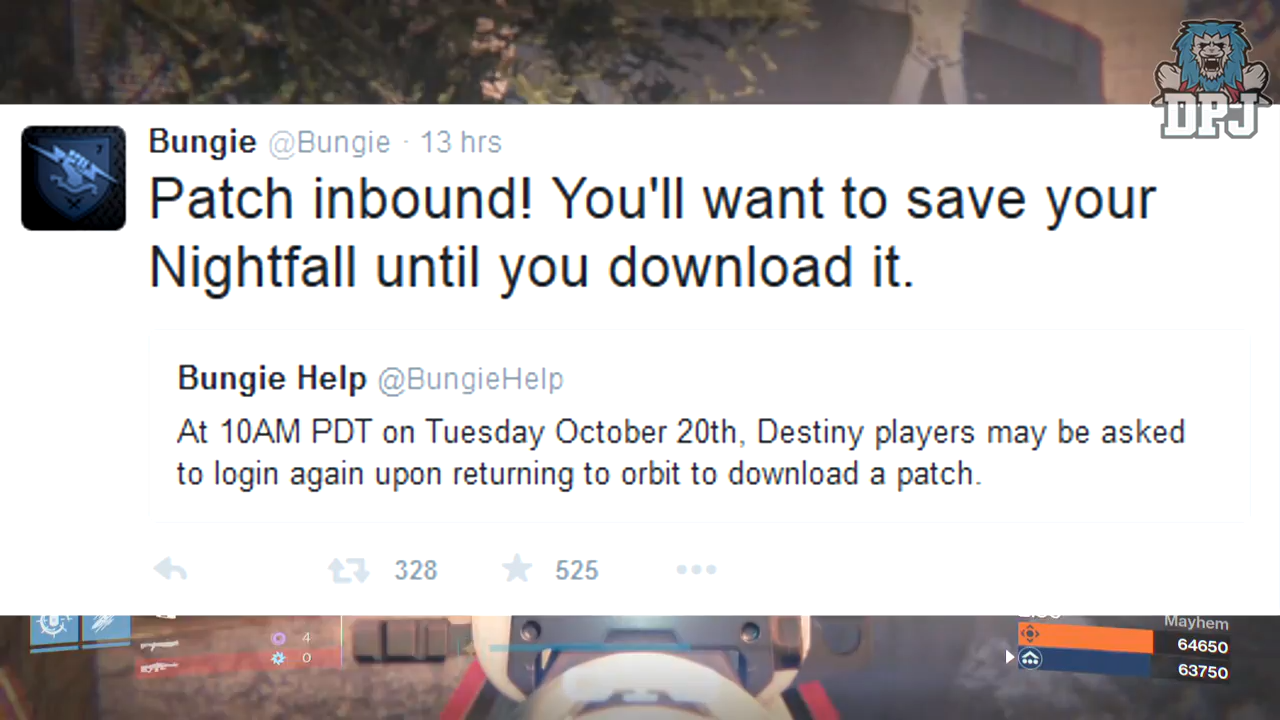 DPJ
Bungie @Bungie · 13 hrs
Patch inbound! You'll want to save your
Nightfall until you download it.
Bungie Help @BungieHelp
At 10AM PDT on Tuesday October 20th, Destiny players may be asked
to login again upon returning to orbit to download a patch.
328 525
4
0
Mayhem
64650
63750